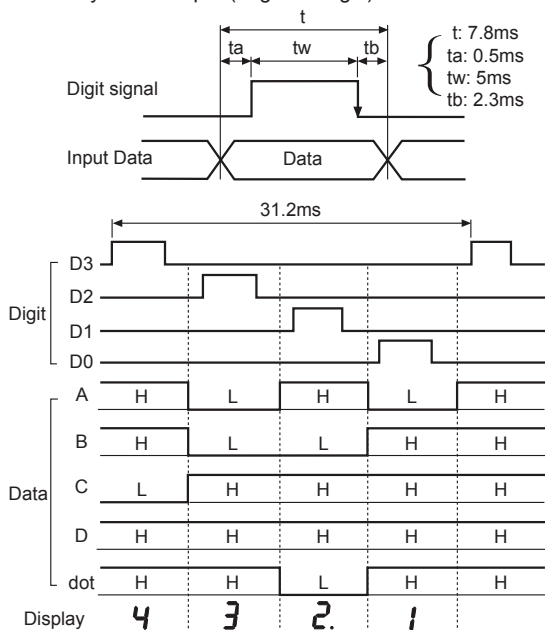 t
ta tw tb
t: 7.8ms
ta: 0.5ms
tw: 5ms
tb: 2.3ms
Digit signal
Input Data Data
31.2ms
D3
D2
Digit
D1
D0
A H L H L H
B H L L H H
C L H H H H
Data
D H H H H H
dot H H L H H
Display 4 3 2. 1